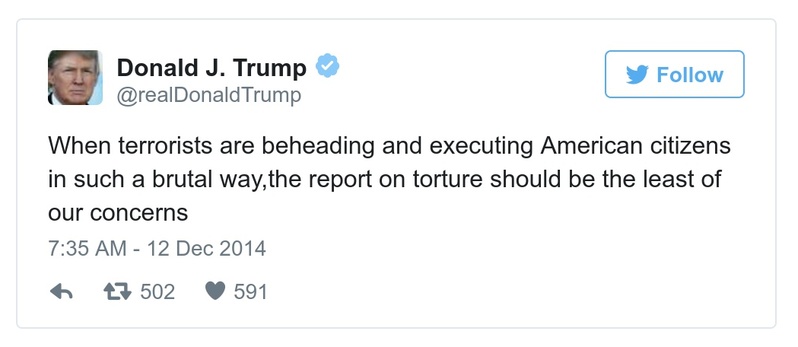 Donald J. Trump
@realDonaldTrump
Follow
When terrorists are beheading and executing American citizens
in such a brutal way,the report on torture should be the least of
our concerns
7:35 AM - 12 Dec 2014
502 591